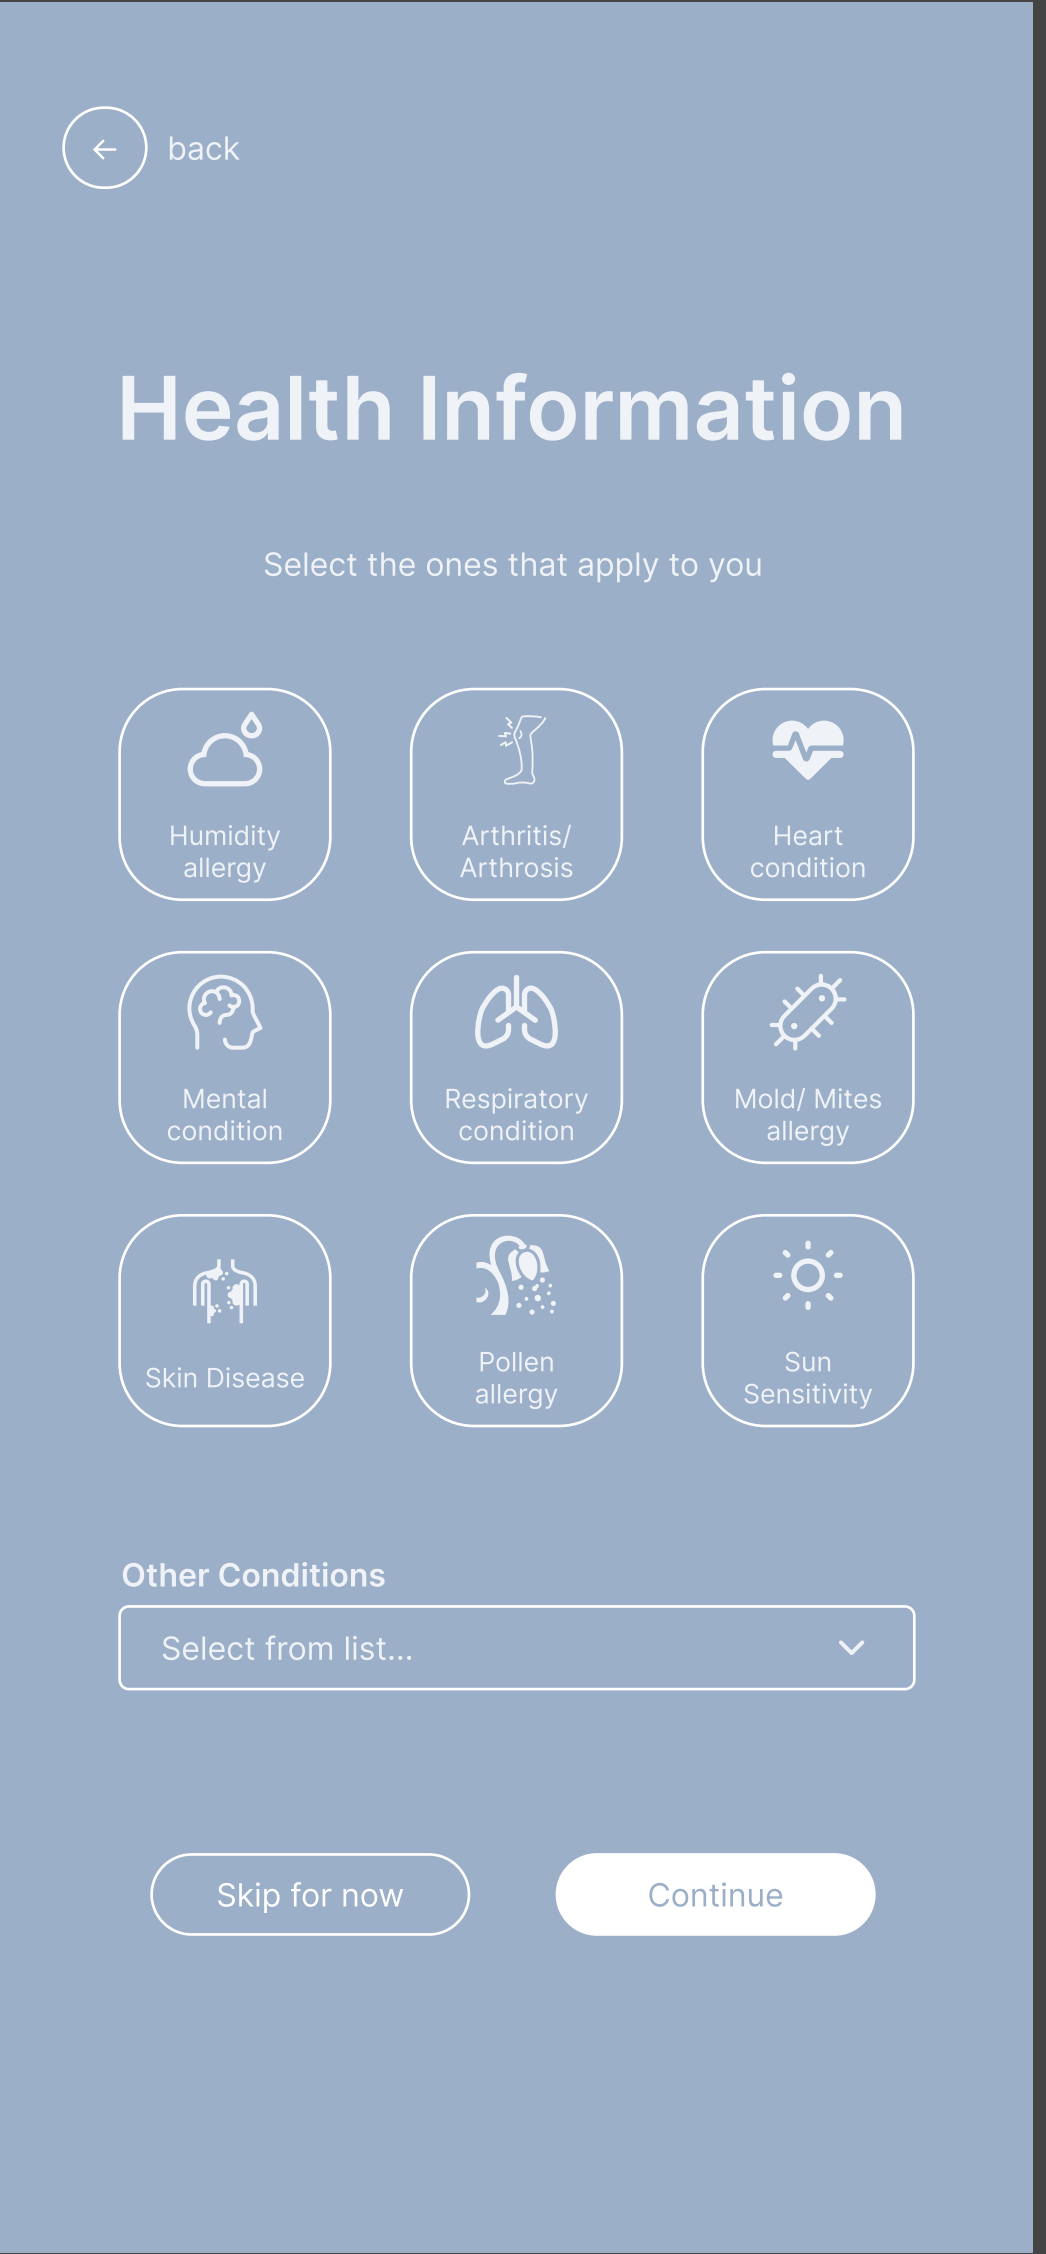 back
Health Information
Select the ones that apply to you
Humidity
allergy
Arthritis/
Arthrosis
Heart
condition
Mental
condition
Respiratory
condition
Mold/ Mites
allergy
Skin Disease
Pollen
allergy
Sun
Sensitivity
Other Conditions
Select from list...
Skip for now
Continue